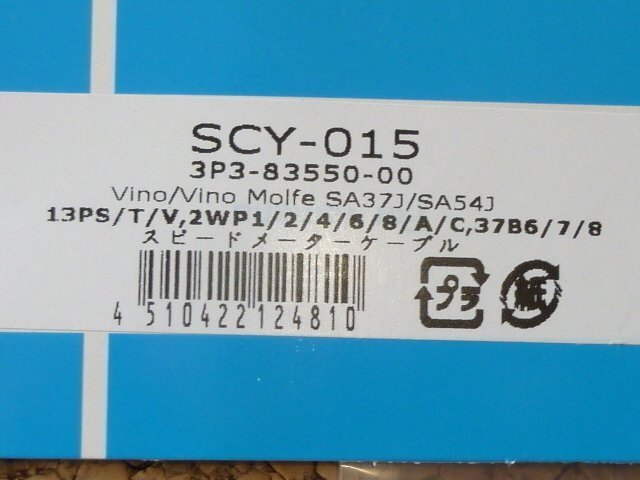 SCY-015
3P3-83550-00
Vino/Vino Molfe SA37J/SA54J
13PS/T/V,2WP1/2/4/6/8/A/C,37B6/7/8
スピードメーターケーブル
プラ 紙
4 510422 124810